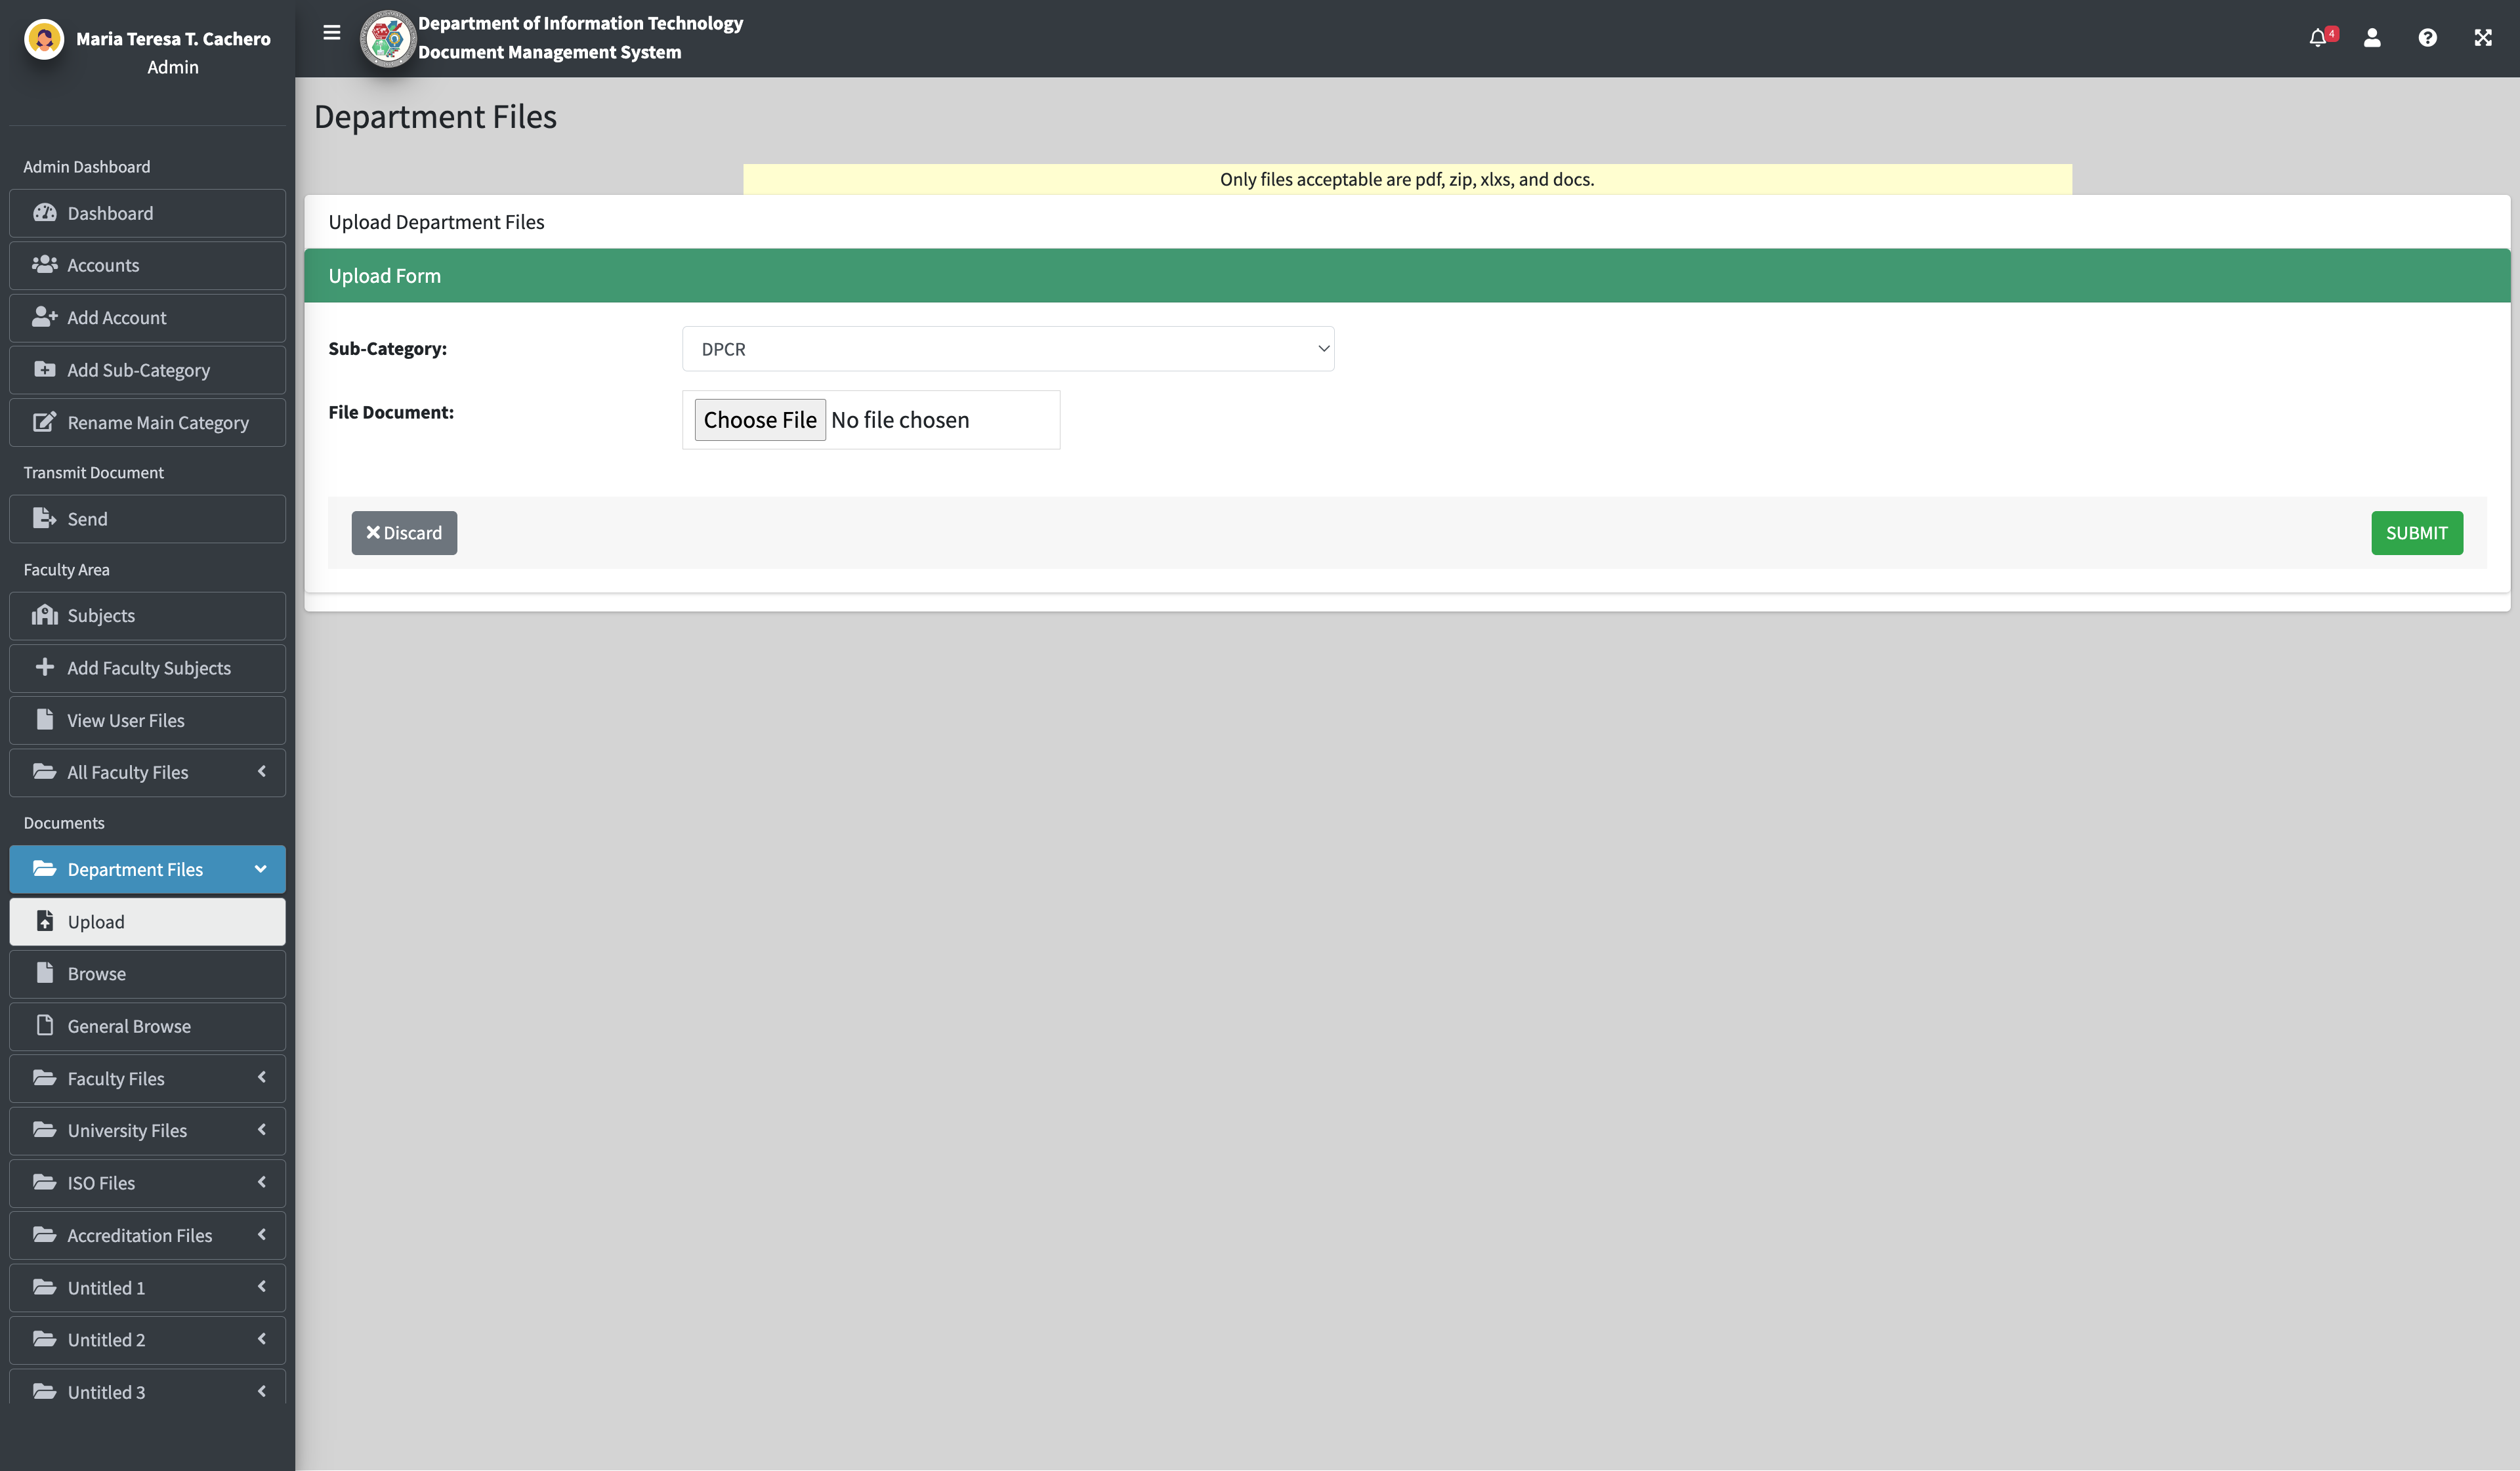 Maria Teresa T. Cachero
Admin
Admin Dashboard
Dashboard
Accounts
Add Account
Add Sub-Category
Rename Main Category
Transmit Document
Send
Faculty Area
Subjects
Add Faculty Subjects
View User Files
All Faculty Files
Documents
Department Files
Upload
Browse
General Browse
Faculty Files
University Files
ISO Files
Accreditation Files
Untitled 1
Untitled 2
Untitled 3
Department of Information Technology
Document Management System
4
Department Files
Only files acceptable are pdf, zip, xlxs, and docs.
Upload Department Files
Upload Form
Sub-Category:
DPCR
File Document:
Choose File No file chosen
Discard
SUBMIT